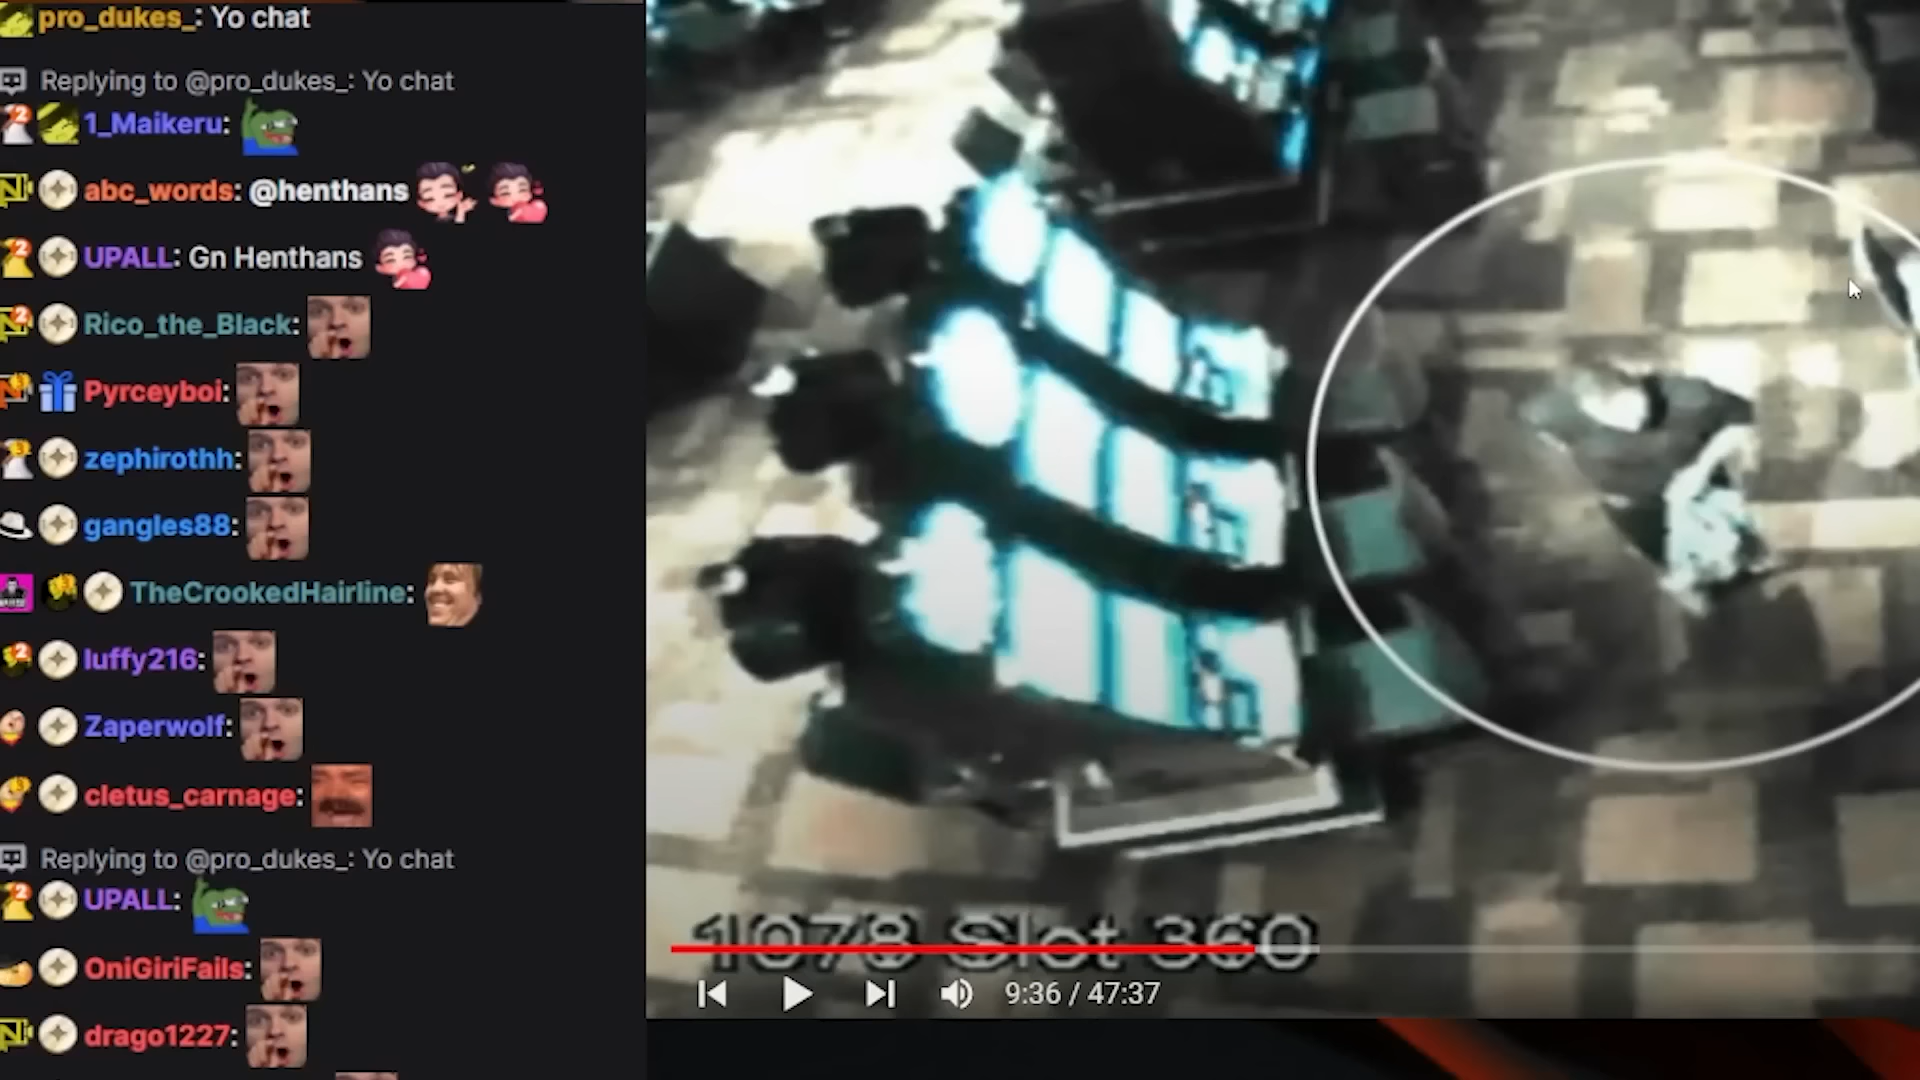 pro_dukes_: Yo chat
Replying to @pro_dukes_: Yo chat
1_Maikeru:
abc_words: @henthans
UPALL: Gn Henthans
Rico_the_Black:
Pyrceyboi:
zephirothh:
gangles88:
TheCrookedHairline:
luffy216:
Zaperwolf:
cletus_carnage:
Replying to @pro_dukes_: Yo chat
UPALL:
OniGiriFails:
drago1227:
1078 Slot 360
9:36 / 47:37